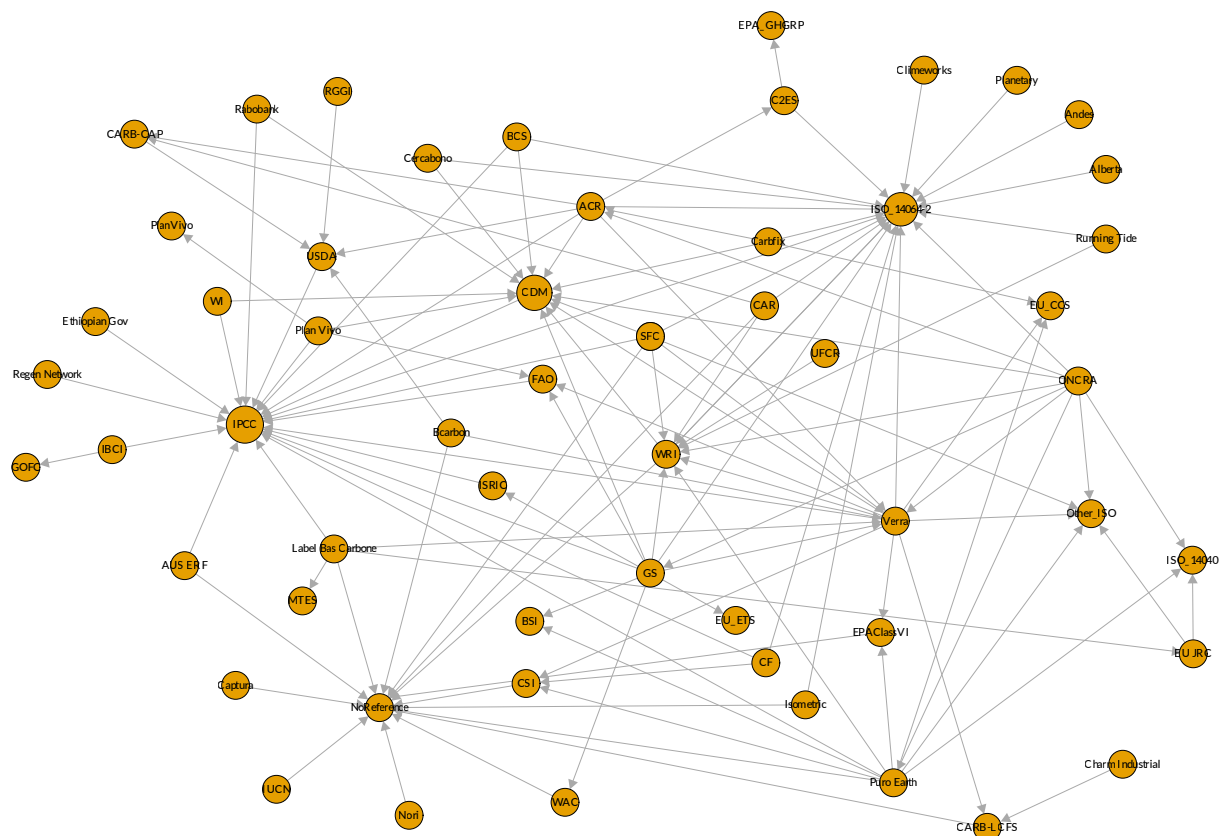 EPA_GHGRP
Climeworks
Planetary
RGGI
C2ES
Rabobank
Andes
CARB-CAP
BCS
Cercabono
Alberta
ACR
ISO_14064-2
PlanVivo
Carbfix
Running Tide
USDA
CDM
WI
CAR
EU_CCS
Ethiopian Gov
Plan Vivo
SFC
UFCR
Regen Network
FAO
ONCRA
IPCC
Bcarbon
IBCI
WRI
GOFC
ISRIC
Other_ISO
Verra
Label Bas Carbone
ISO_14040
AUS ERF
GS
MTES
BSI
EU_ETS
EPAClassVI
EU JRC
CF
Captura
CSI
NoReference
Isometric
Charm Industrial
Puro Earth
IUCN
WAC
Nori
CARB-LCFS